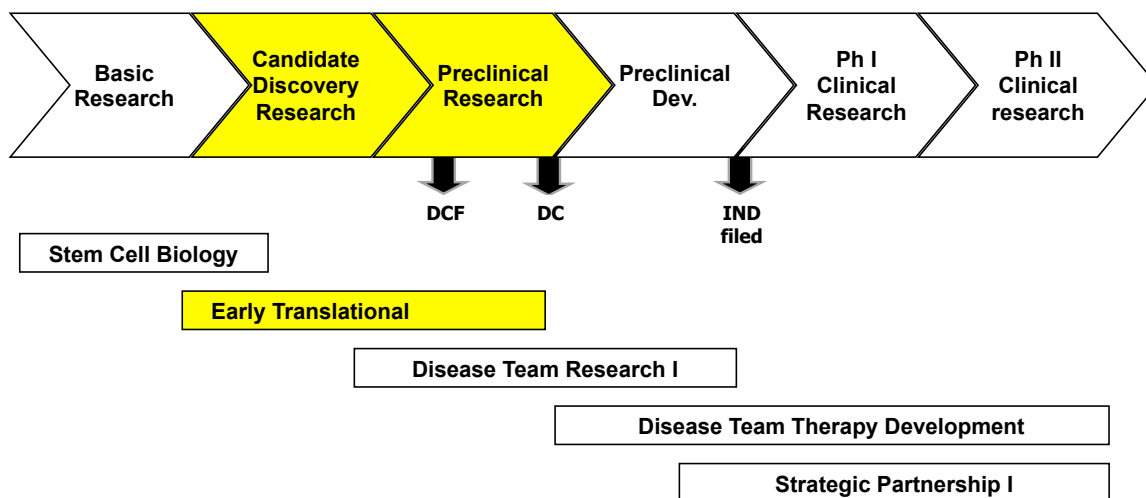 Basic
Research
Candidate
Discovery
Research
Preclinical
Research
Preclinical
Dev.
Ph I
Clinical
Research
Ph II
Clinical
research
DCF
DC
IND
filed
Stem Cell Biology
Early Translational
Disease Team Research I
Disease Team Therapy Development
Strategic Partnership I